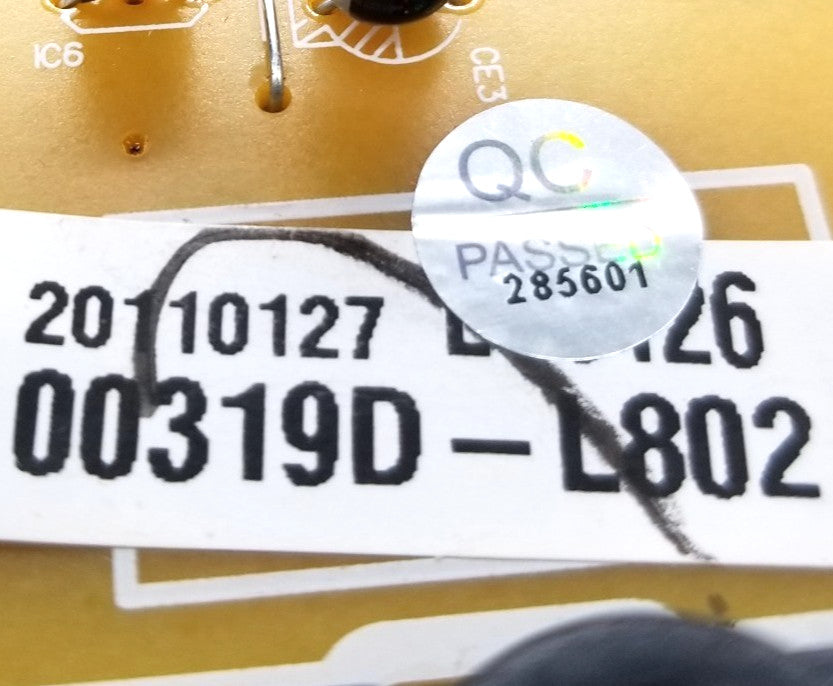 IC6
CE3
QC
PASSED
285601
20110127
00319D-L802